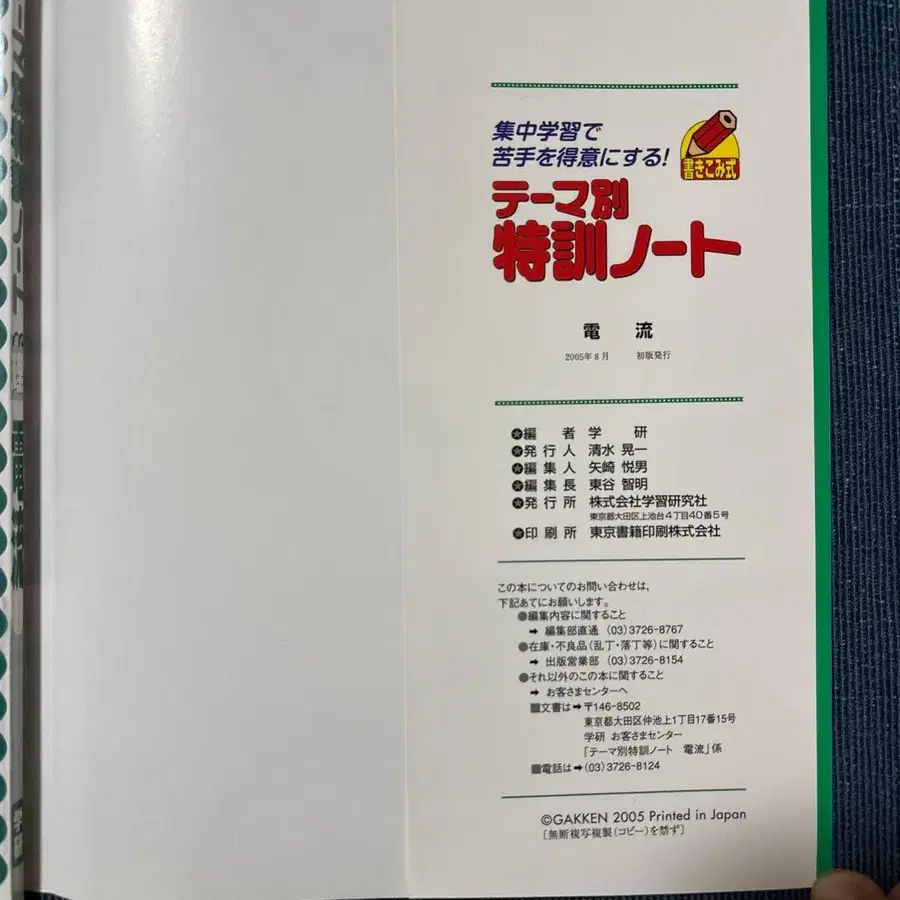 集中学習で
苦手を得意にする!
書きこみ式
テーマ別
特訓ノート
電 流
2005年8月 初版発行
編 者 学 研
発行人 清水 晃一
編集人 矢崎 悦男
編集長 東谷 智明
発行所 株式会社学習研究社
東京都大田区上池台4丁目40番5号
印刷所 東京書籍印刷株式会社
この本についてのお問い合わせは,
下記あてにお願いします。
●編集内容に関すること
➡ 編集部直通 (03)3726-8767
●在庫・不良品(乱丁・落丁等)に関すること
➡ 出版営業部 (03)3726-8154
●それ以外のこの本に関すること
➡ お客さまセンターへ
■文書は➡〒146-8502
東京都大田区仲池上1丁目17番15号
学研 お客さまセンター
「テーマ別特訓ノート 電流」係
■電話は➡(03)3726-8124
©GAKKEN 2005 Printed in Japan
[無断複写複製(コピー)を禁ず]